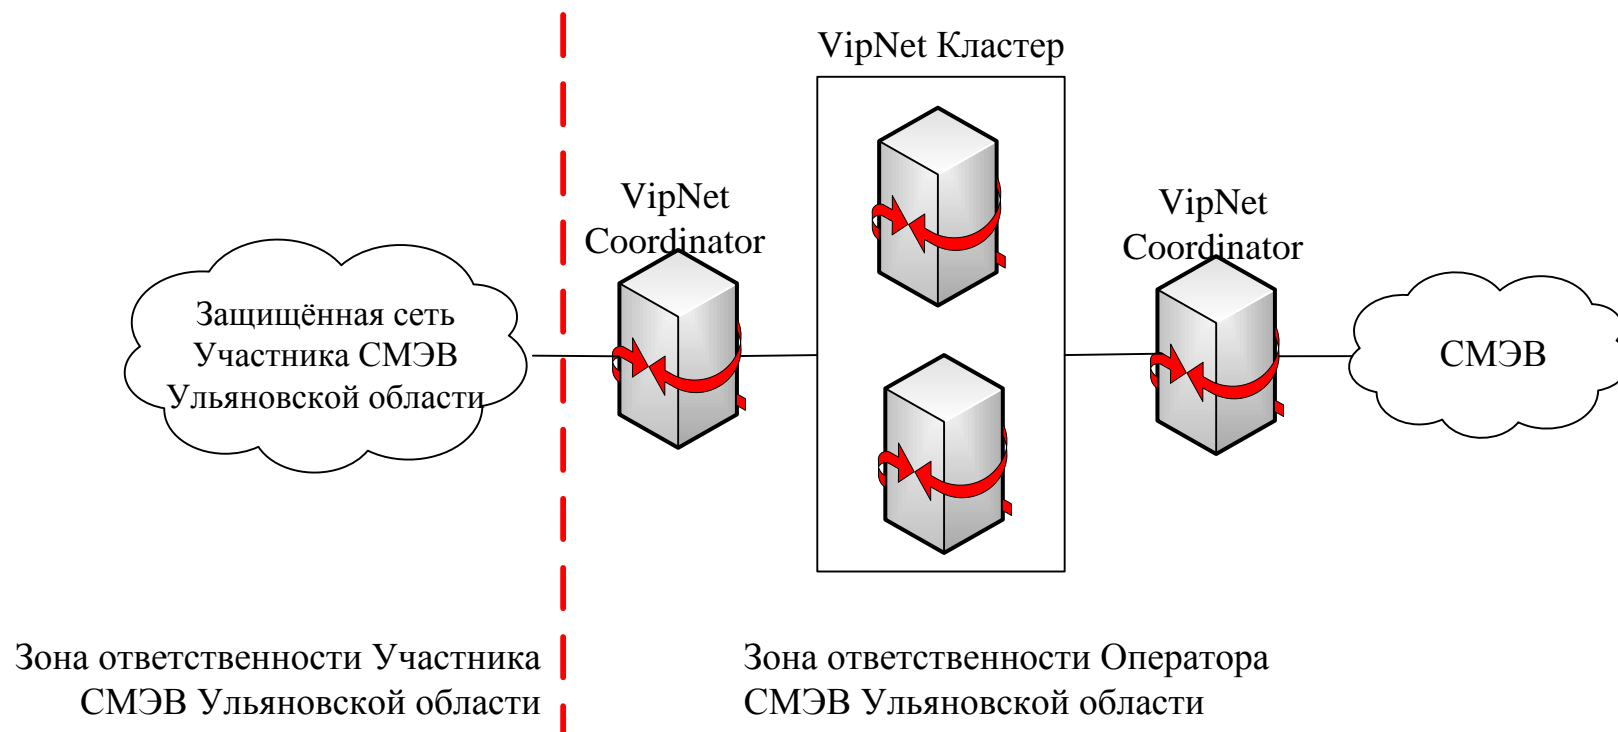 VipNet Кластер
VipNet
Coordinator
VipNet
Coordinator
Защищённая сеть
Участника СМЭВ
Ульяновской области
СМЭВ
Зона ответственности Участника
СМЭВ Ульяновской области
Зона ответственности Оператора
СМЭВ Ульяновской области